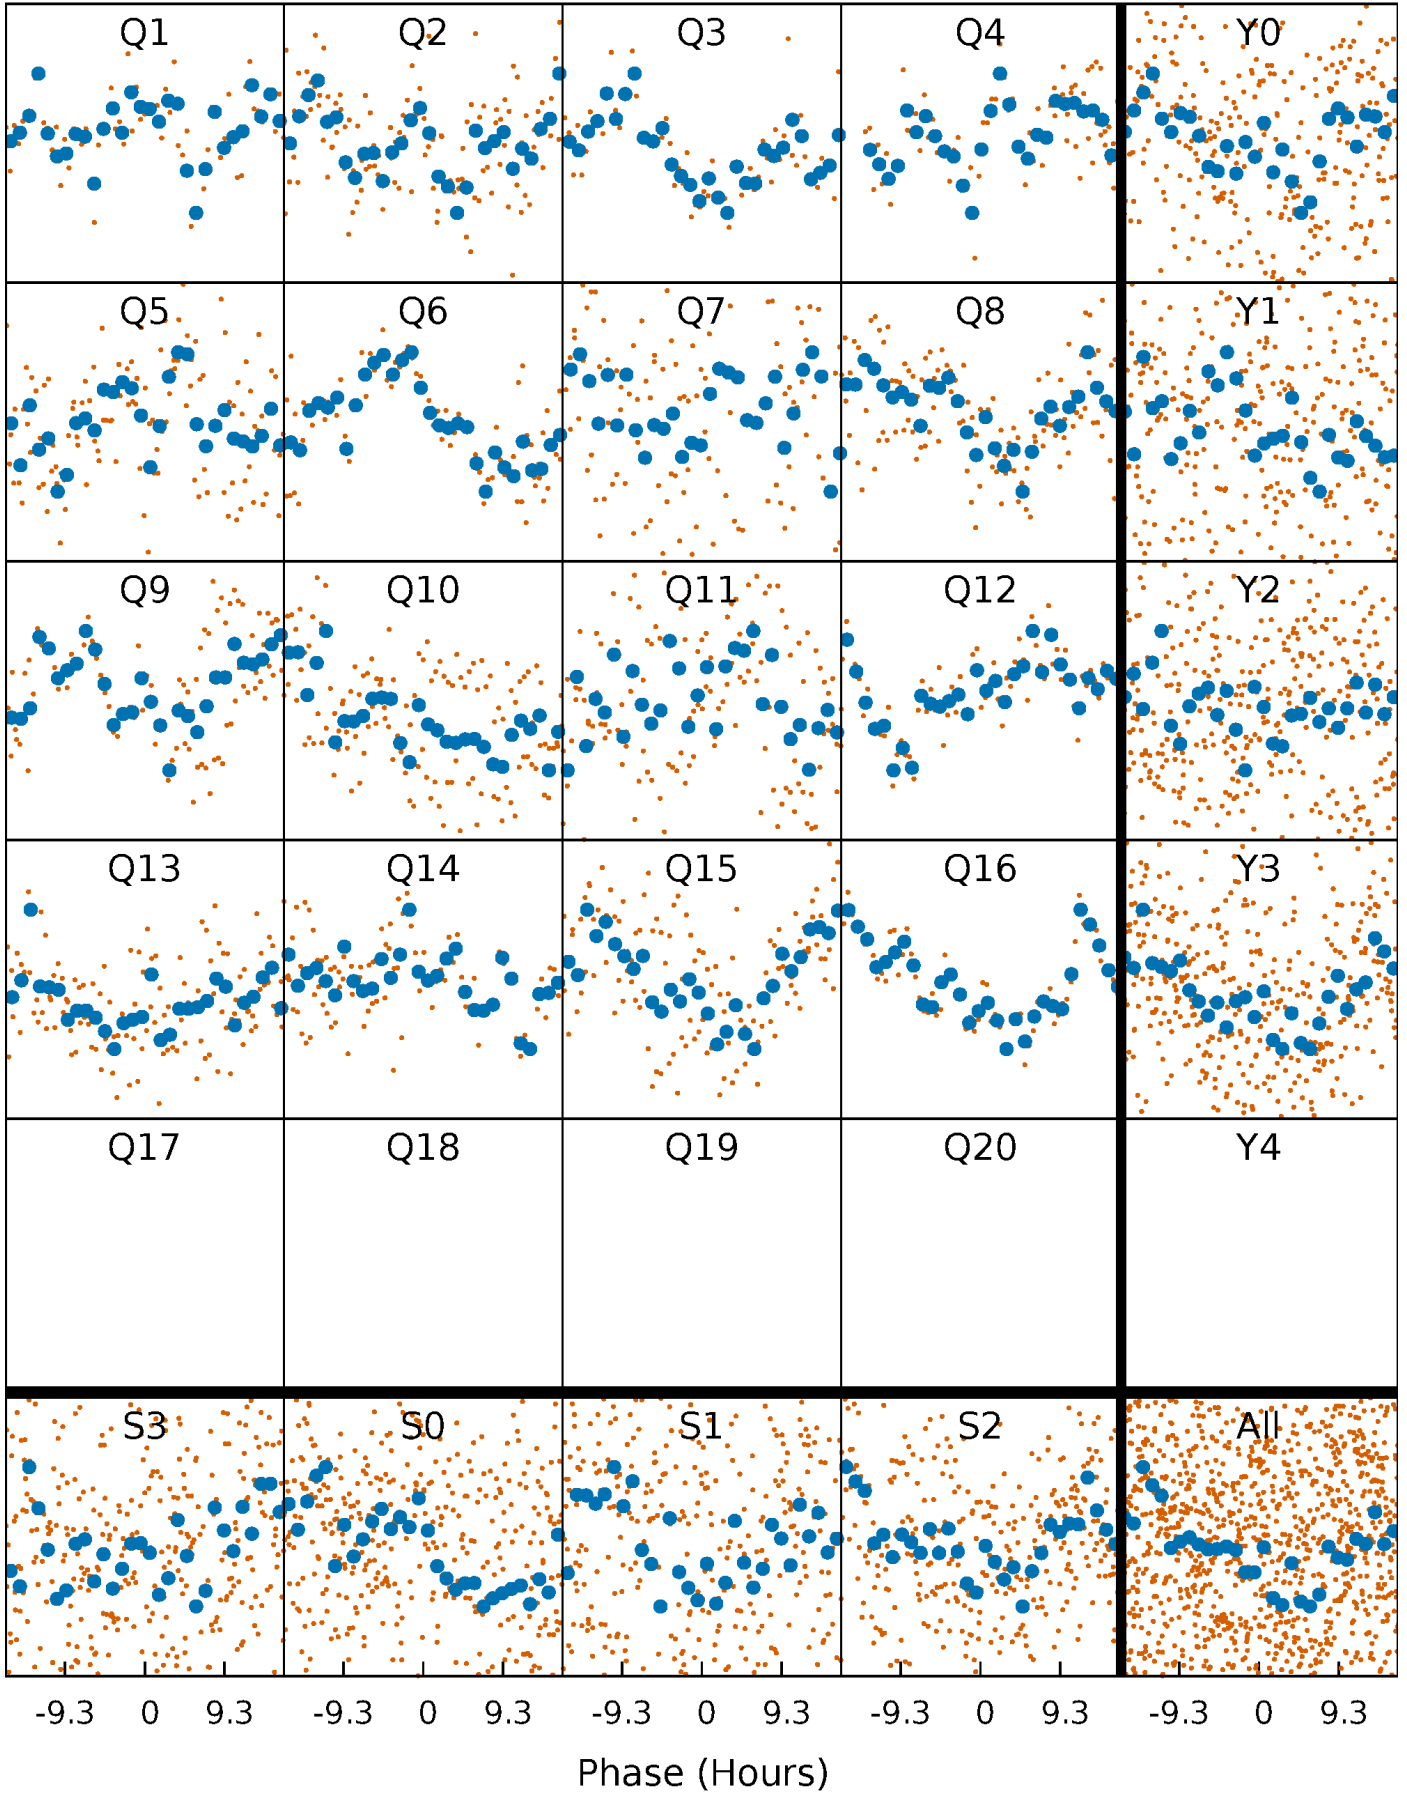 Q1 Q2 Q3 Q4 Y0
Q5 Q6 Q7 Q8 Y1
Q9 Q10 Q11 Q12 Y2
Q13 Q14 Q15 Q16 Y3
Q17 Q18 Q19 Q20 Y4
S3 S0 S1 S2 All
-9.3 0 9.3 -9.3 0 9.3 -9.3 0 9.3 -9.3 0 9.3 -9.3 0 9.3
Phase (Hours)